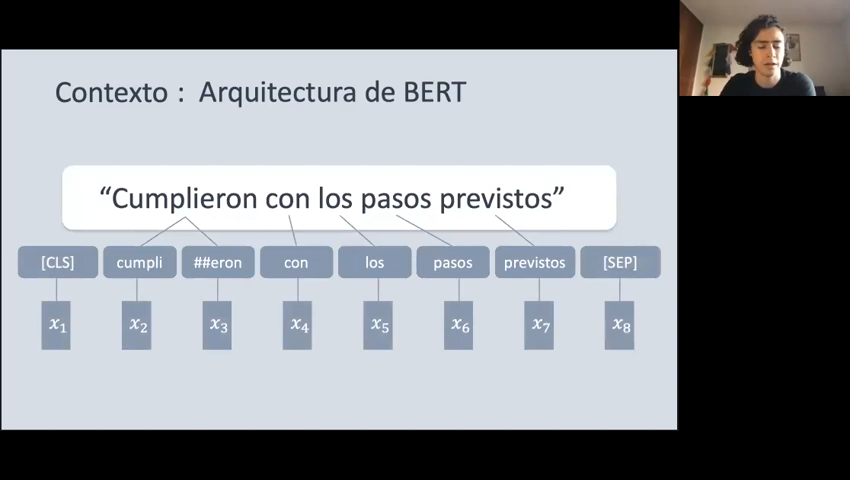 Contexto : Arquitectura de BERT
“Cumplieron con los pasos previstos”
[CLS] cumpli ##eron con los pasos previstos [SEP]
x₁ x₂ x₃ x₄ x₅ x₆ x₇ x₈